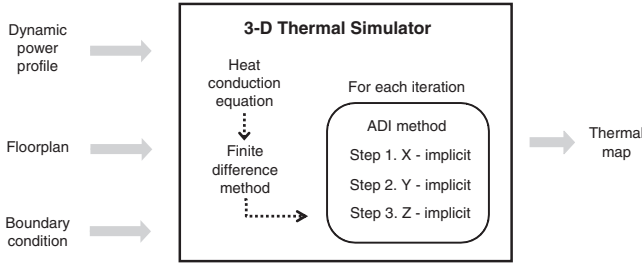 Dynamic
power
profile
Floorplan
Boundary
condition
3-D Thermal Simulator
Heat
conduction
equation
Finite
difference
method
For each iteration
ADI method
Step 1. X - implicit
Step 2. Y - implicit
Step 3. Z - implicit
Thermal
map